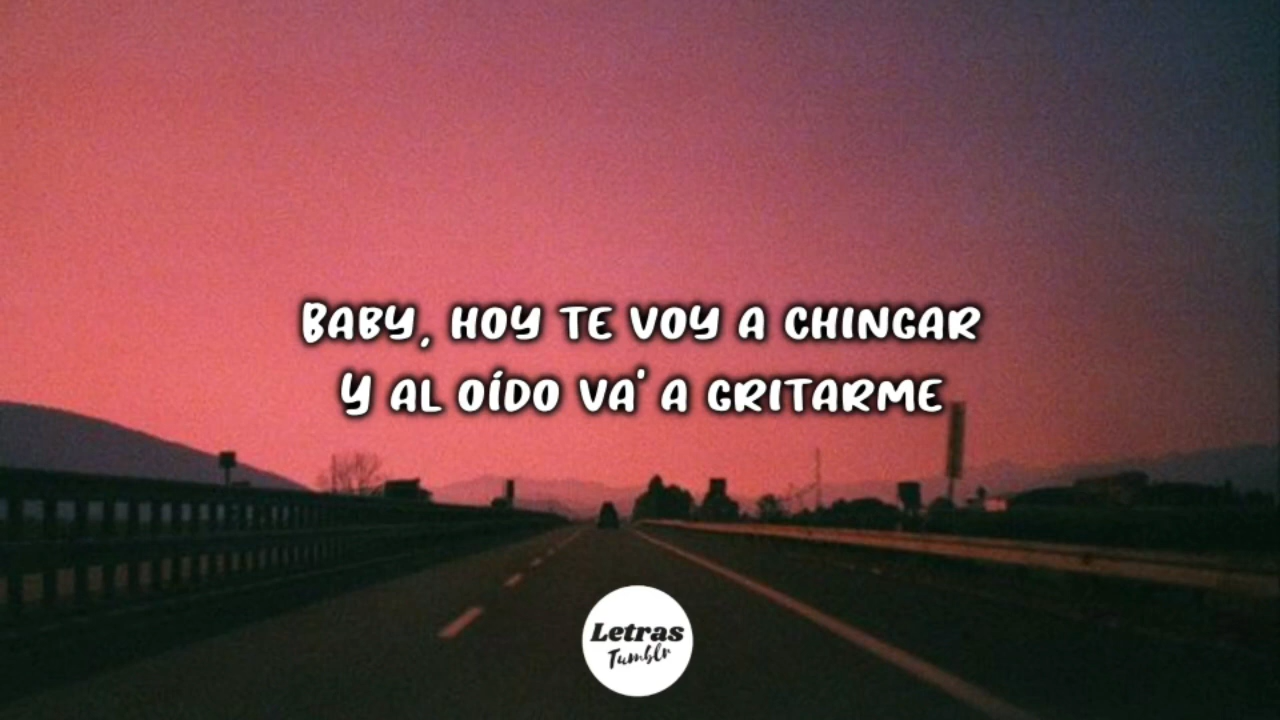 BABY, HOY TE VOY A CHINGAR
Y AL OÍDO VA' A GRITARME
Letras
Tumblr